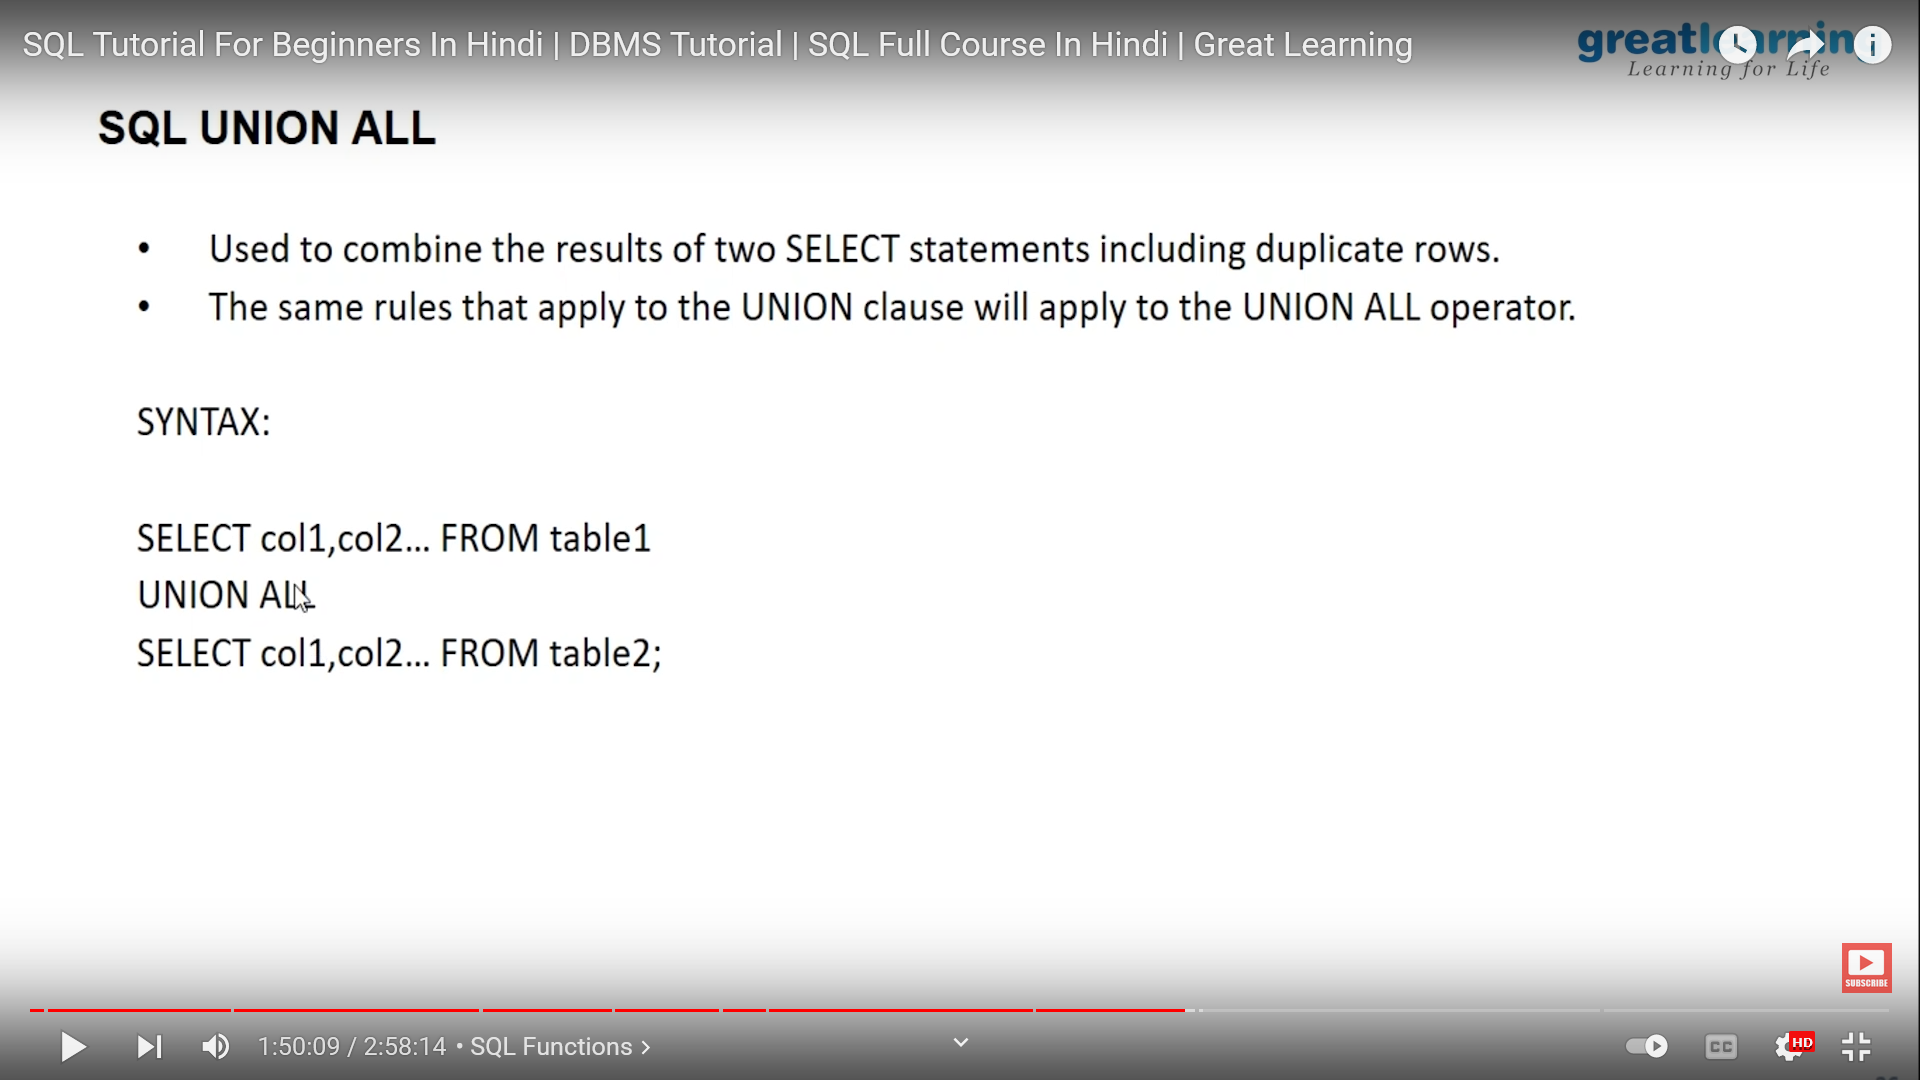 SQL Tutorial For Beginners In Hindi | DBMS Tutorial | SQL Full Course In Hindi | Great Learning
greatlearning
Learning for Life
SQL UNION ALL
• Used to combine the results of two SELECT statements including duplicate rows.
• The same rules that apply to the UNION clause will apply to the UNION ALL operator.
SYNTAX:
SELECT col1,col2... FROM table1
UNION ALL
SELECT col1,col2... FROM table2;
SUBSCRIBE
1:50:09 / 2:58:14 • SQL Functions >
CC
HD